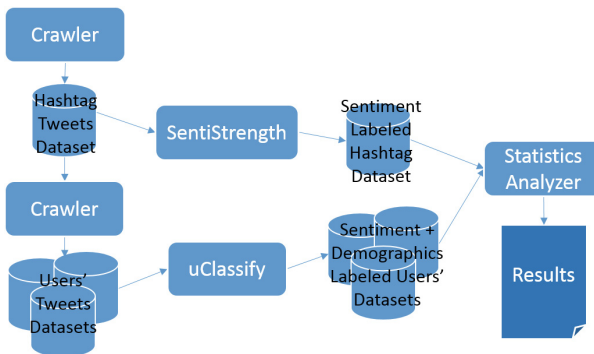 Crawler
Hashtag
Tweets
Dataset
SentiStrength
Sentiment
Labeled
Hashtag
Dataset
Statistics
Analyzer
Crawler
Users'
Tweets
Datasets
uClassify
Sentiment +
Demographics
Labeled Users'
Datasets
Results